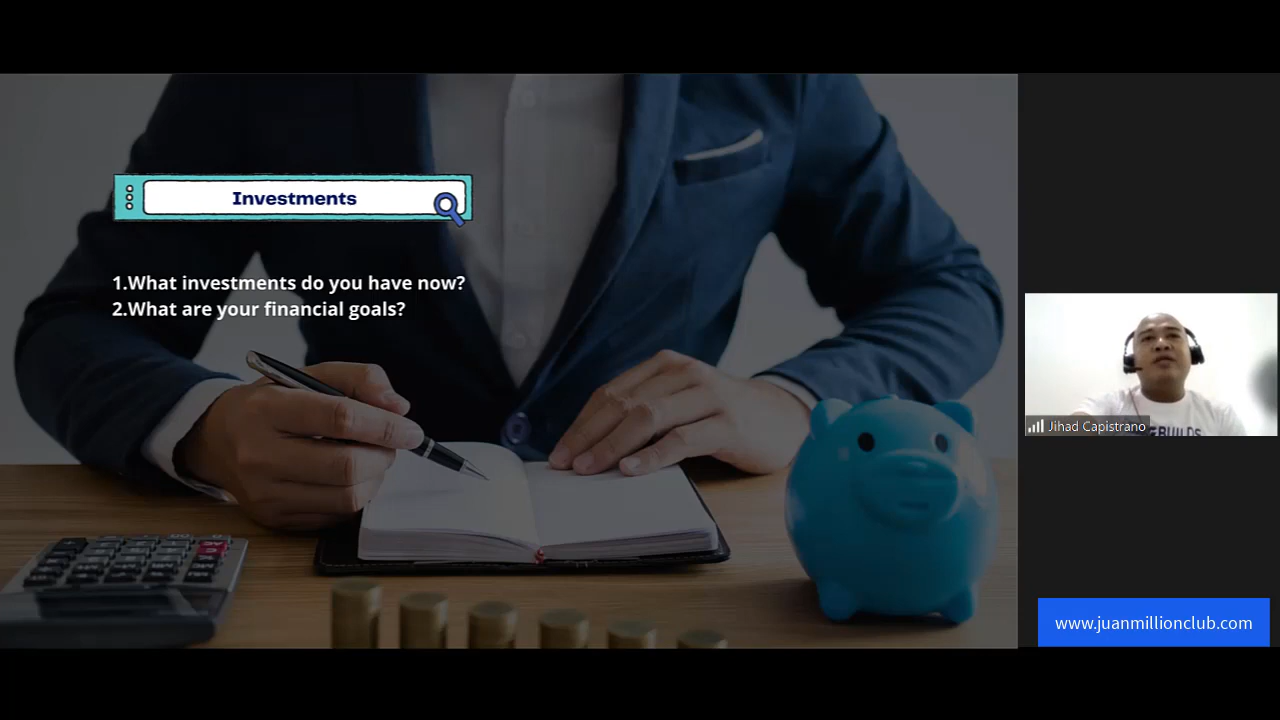 Investments
1.What investments do you have now?
2.What are your financial goals?
Jihad Capistrano
BUILDS
www.juanmillionclub.com